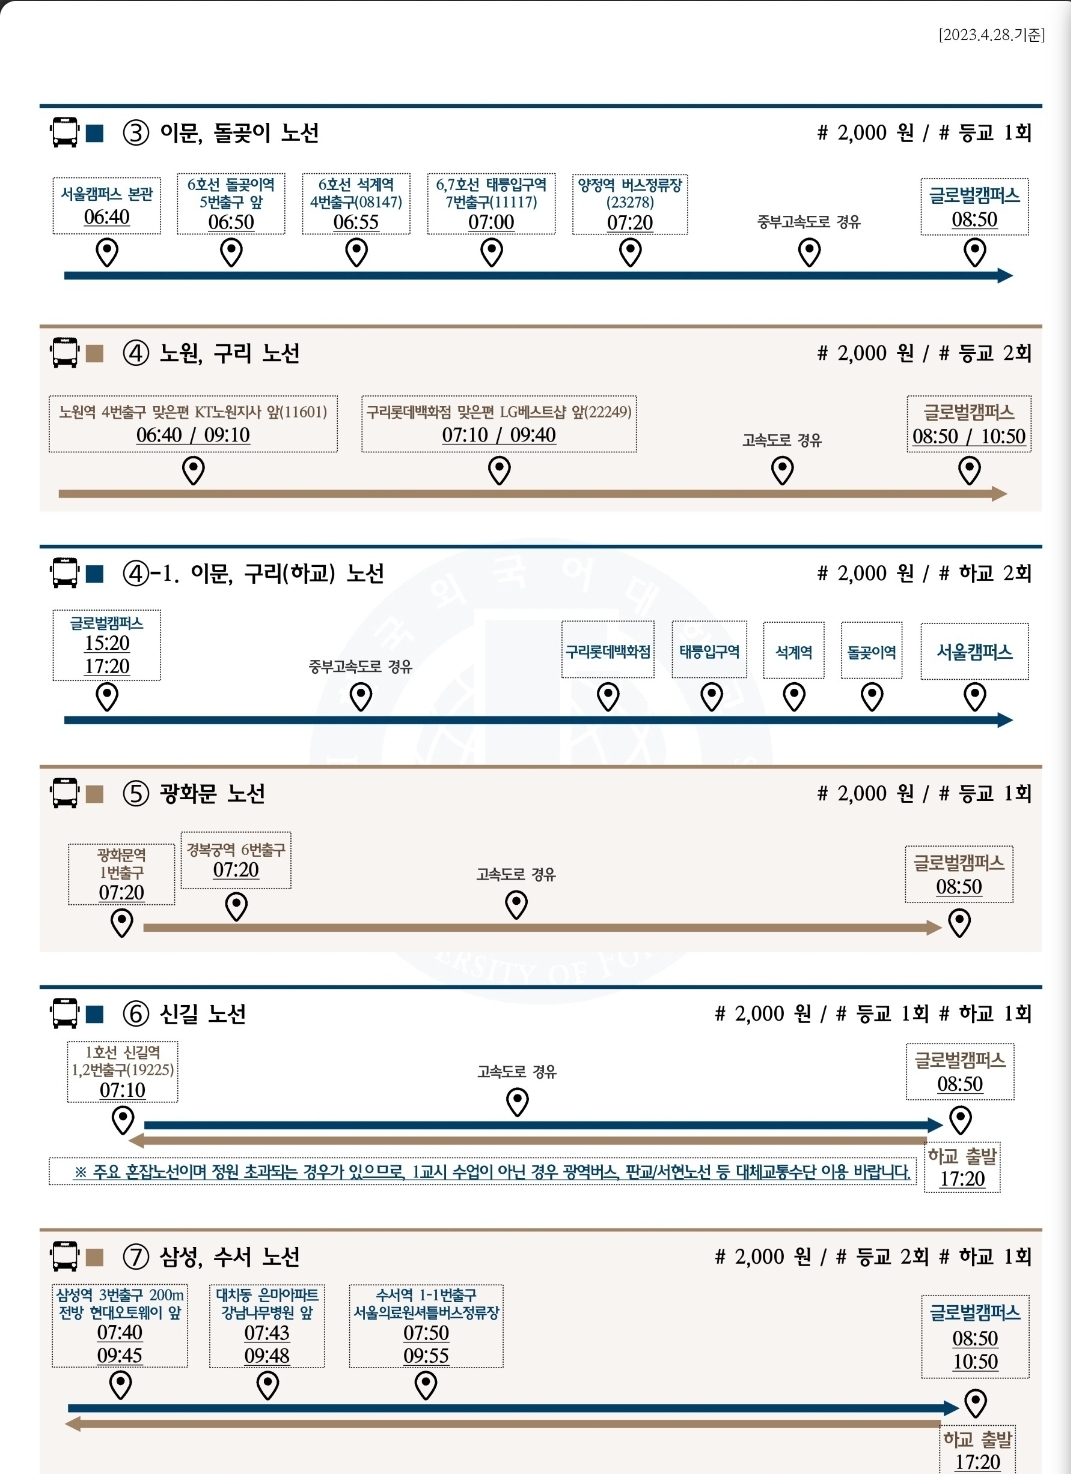 [2023.4.28.기준]
③ 이문, 돌곶이 노선
# 2,000 원 / # 등교 1회
서울캠퍼스 본관
06:40
6호선 돌곶이역
5번출구 앞
06:50
6호선 석계역
4번출구(08147)
06:55
6,7호선 태릉입구역
7번출구(11117)
07:00
양정역 버스정류장
(23278)
07:20
중부고속도로 경유
글로벌캠퍼스
08:50
④ 노원, 구리 노선
# 2,000 원 / # 등교 2회
노원역 4번출구 맞은편 KT노원지사 앞(11601)
06:40 / 09:10
구리롯데백화점 맞은편 LG베스트샵 앞(22249)
07:10 / 09:40
고속도로 경유
글로벌캠퍼스
08:50 / 10:50
④-1. 이문, 구리(하교) 노선
# 2,000 원 / # 하교 2회
글로벌캠퍼스
15:20
17:20
중부고속도로 경유
구리롯데백화점
태릉입구역
석계역
돌곶이역
서울캠퍼스
⑤ 광화문 노선
# 2,000 원 / # 등교 1회
광화문역
1번출구
07:20
경복궁역 6번출구
07:20
고속도로 경유
글로벌캠퍼스
08:50
⑥ 신길 노선
# 2,000 원 / # 등교 1회 # 하교 1회
1호선 신길역
1,2번출구(19225)
07:10
고속도로 경유
글로벌캠퍼스
08:50
하교 출발
17:20
※ 주요 혼잡노선이며 정원 초과되는 경우가 있으므로, 1교시 수업이 아닌 경우 광역버스, 판교/서현노선 등 대체교통수단 이용 바랍니다.
⑦ 삼성, 수서 노선
# 2,000 원 / # 등교 2회 # 하교 1회
삼성역 3번출구 200m
전방 현대오토웨이 앞
07:40
09:45
대치동 은마아파트
강남나무병원 앞
07:43
09:48
수서역 1-1번출구
서울의료원셔틀버스정류장
07:50
09:55
글로벌캠퍼스
08:50
10:50
하교 출발
17:20